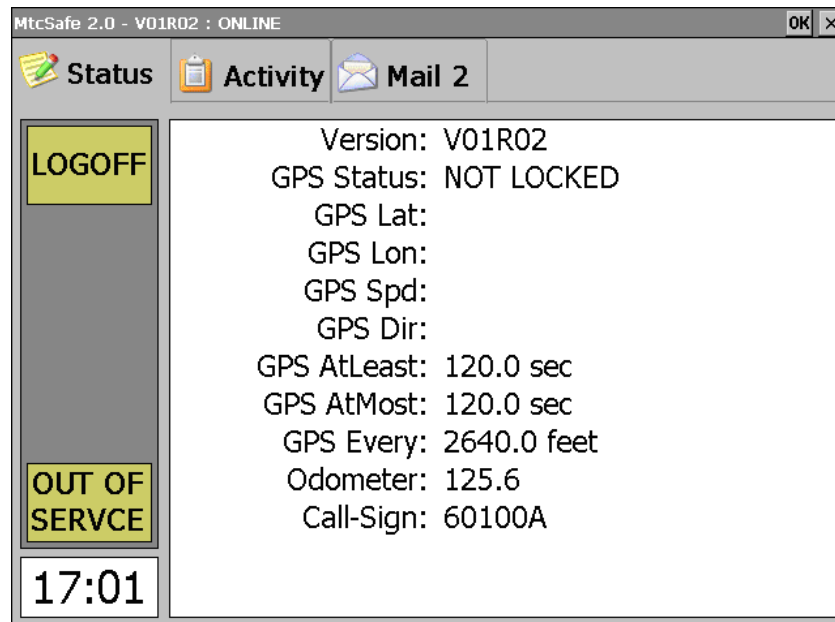 MtcSafe 2.0 - V01R02 : ONLINE OK ×
Status Activity Mail 2
LOGOFF
Version: V01R02
GPS Status: NOT LOCKED
GPS Lat:
GPS Lon:
GPS Spd:
GPS Dir:
GPS AtLeast: 120.0 sec
GPS AtMost: 120.0 sec
GPS Every: 2640.0 feet
Odometer: 125.6
Call-Sign: 60100A
OUT OF
SERVCE
17:01